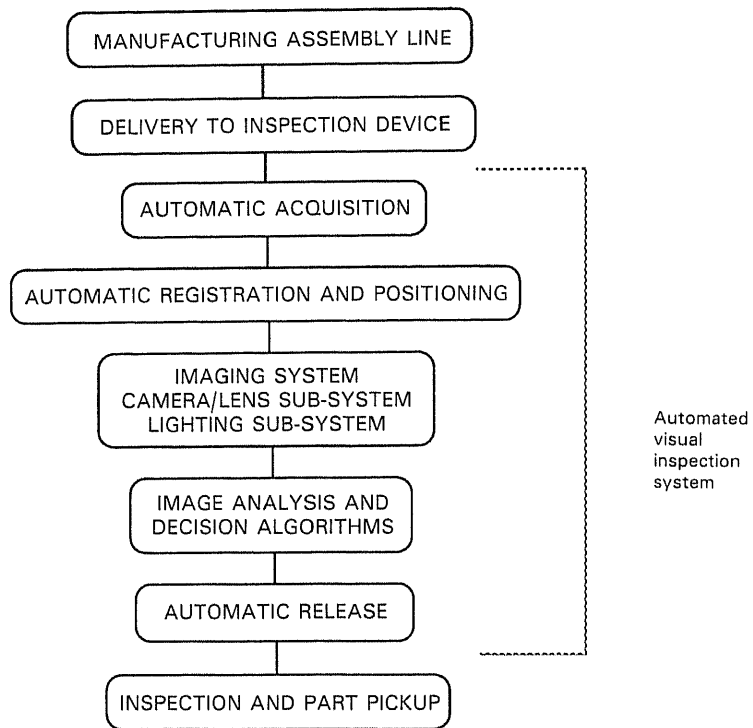 MANUFACTURING ASSEMBLY LINE
DELIVERY TO INSPECTION DEVICE
AUTOMATIC ACQUISITION
AUTOMATIC REGISTRATION AND POSITIONING
IMAGING SYSTEM
CAMERA/LENS SUB-SYSTEM
LIGHTING SUB-SYSTEM
IMAGE ANALYSIS AND
DECISION ALGORITHMS
AUTOMATIC RELEASE
INSPECTION AND PART PICKUP
Automated
visual
inspection
system